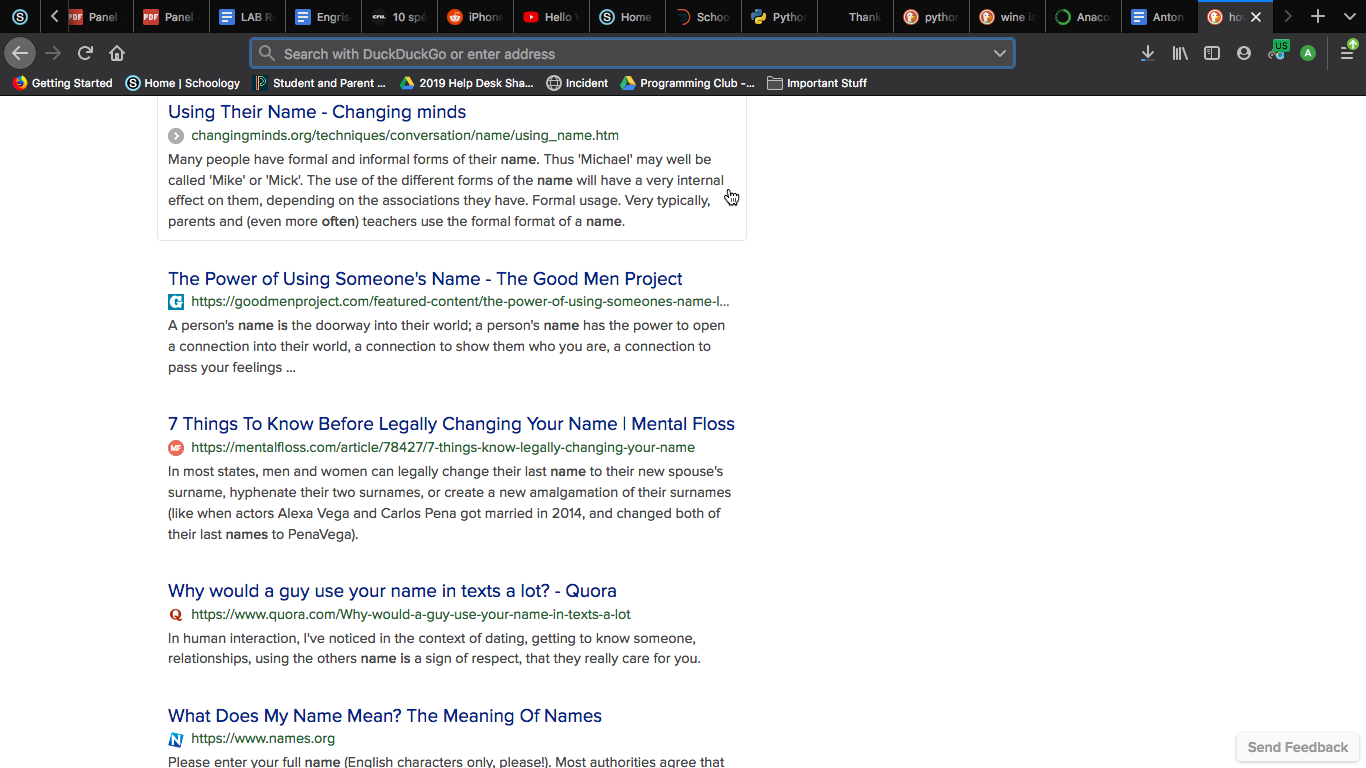 PDF Panel PDF Panel LAB R Engris 10 spé iPhone Hello Home Schoo Python Thank python wine is Anaco Anton ho
Search with DuckDuckGo or enter address
US
A
Getting Started Home | Schoology Student and Parent ... 2019 Help Desk Sha... Incident Programming Club -... Important Stuff
Using Their Name - Changing minds
changingminds.org/techniques/conversation/name/using_name.htm
Many people have formal and informal forms of their name. Thus 'Michael' may well be
called 'Mike' or 'Mick'. The use of the different forms of the name will have a very internal
effect on them, depending on the associations they have. Formal usage. Very typically,
parents and (even more often) teachers use the formal format of a name.
The Power of Using Someone's Name - The Good Men Project
https://goodmenproject.com/featured-content/the-power-of-using-someones-name-l...
A person's name is the doorway into their world; a person's name has the power to open
a connection into their world, a connection to show them who you are, a connection to
pass your feelings ...
7 Things To Know Before Legally Changing Your Name | Mental Floss
https://mentalfloss.com/article/78427/7-things-know-legally-changing-your-name
In most states, men and women can legally change their last name to their new spouse's
surname, hyphenate their two surnames, or create a new amalgamation of their surnames
(like when actors Alexa Vega and Carlos Pena got married in 2014, and changed both of
their last names to PenaVega).
Why would a guy use your name in texts a lot? - Quora
https://www.quora.com/Why-would-a-guy-use-your-name-in-texts-a-lot
In human interaction, I've noticed in the context of dating, getting to know someone,
relationships, using the others name is a sign of respect, that they really care for you.
What Does My Name Mean? The Meaning Of Names
https://www.names.org
Please enter your full name (English characters only, please!). Most authorities agree that
Send Feedback